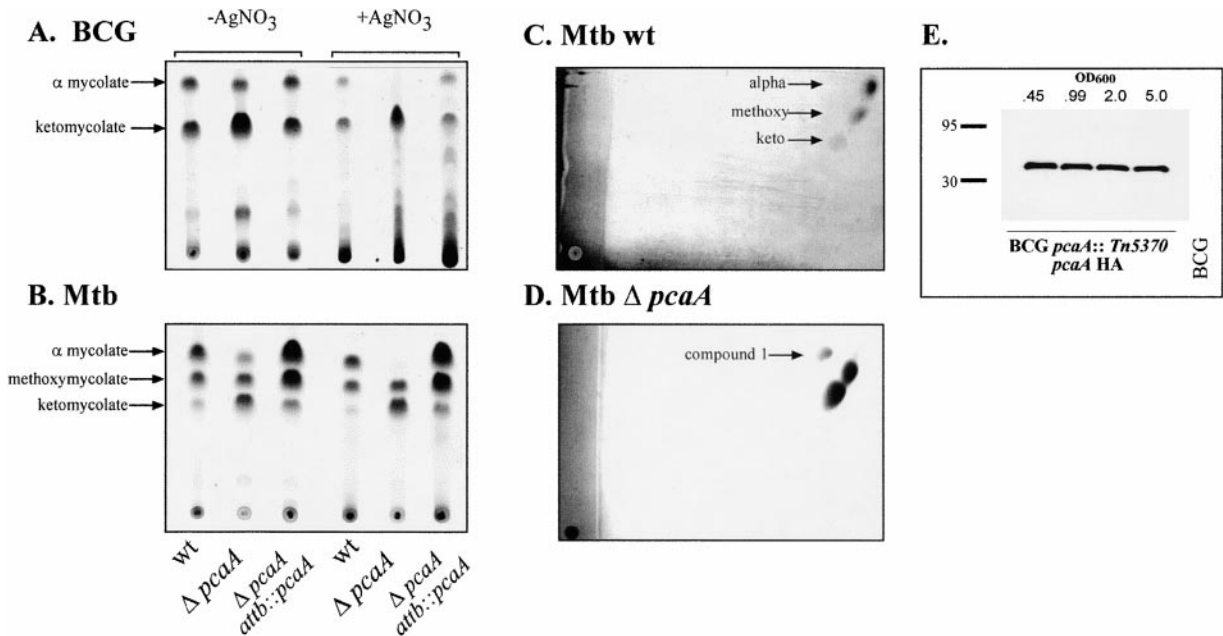 A. BCG
-AgNO3
+AgNO3
α mycolate
ketomycolate
B. Mtb
α mycolate
methoxymycolate
ketomycolate
wt
Δ pcaA
Δ pcaA
attb::pcaA
wt
Δ pcaA
Δ pcaA
attb::pcaA
C. Mtb wt
alpha
methoxy
keto
D. Mtb Δ pcaA
compound 1
E.
OD600
.45 .99 2.0 5.0
95
30
BCG pcaA:: Tn5370
pcaA HA
BCG